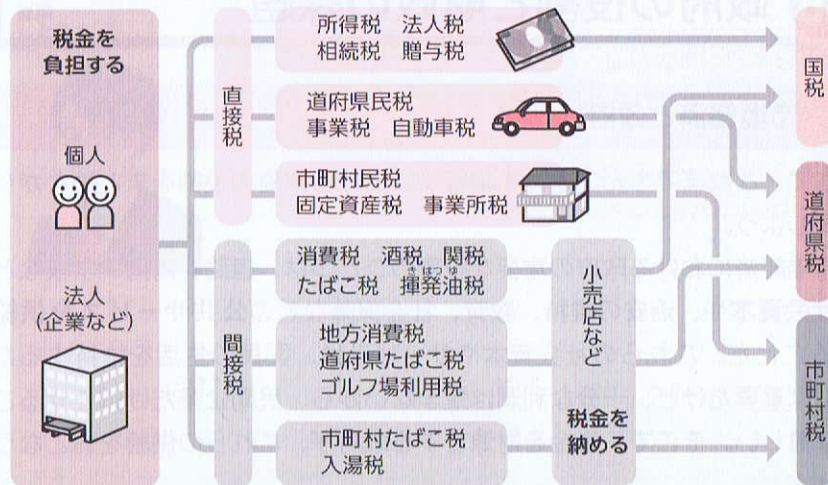 税金を
負担する
個人
法人
(企業など)
直接税
所得税 法人税
相続税 贈与税
道府県民税
事業税 自動車税
市町村民税
固定資産税 事業所税
間接税
消費税 酒税 関税
たばこ税 揮発油税
きはつゆ
地方消費税
道府県たばこ税
ゴルフ場利用税
市町村たばこ税
入湯税
小売店など
税金を
納める
国税
道府県税
市町村税